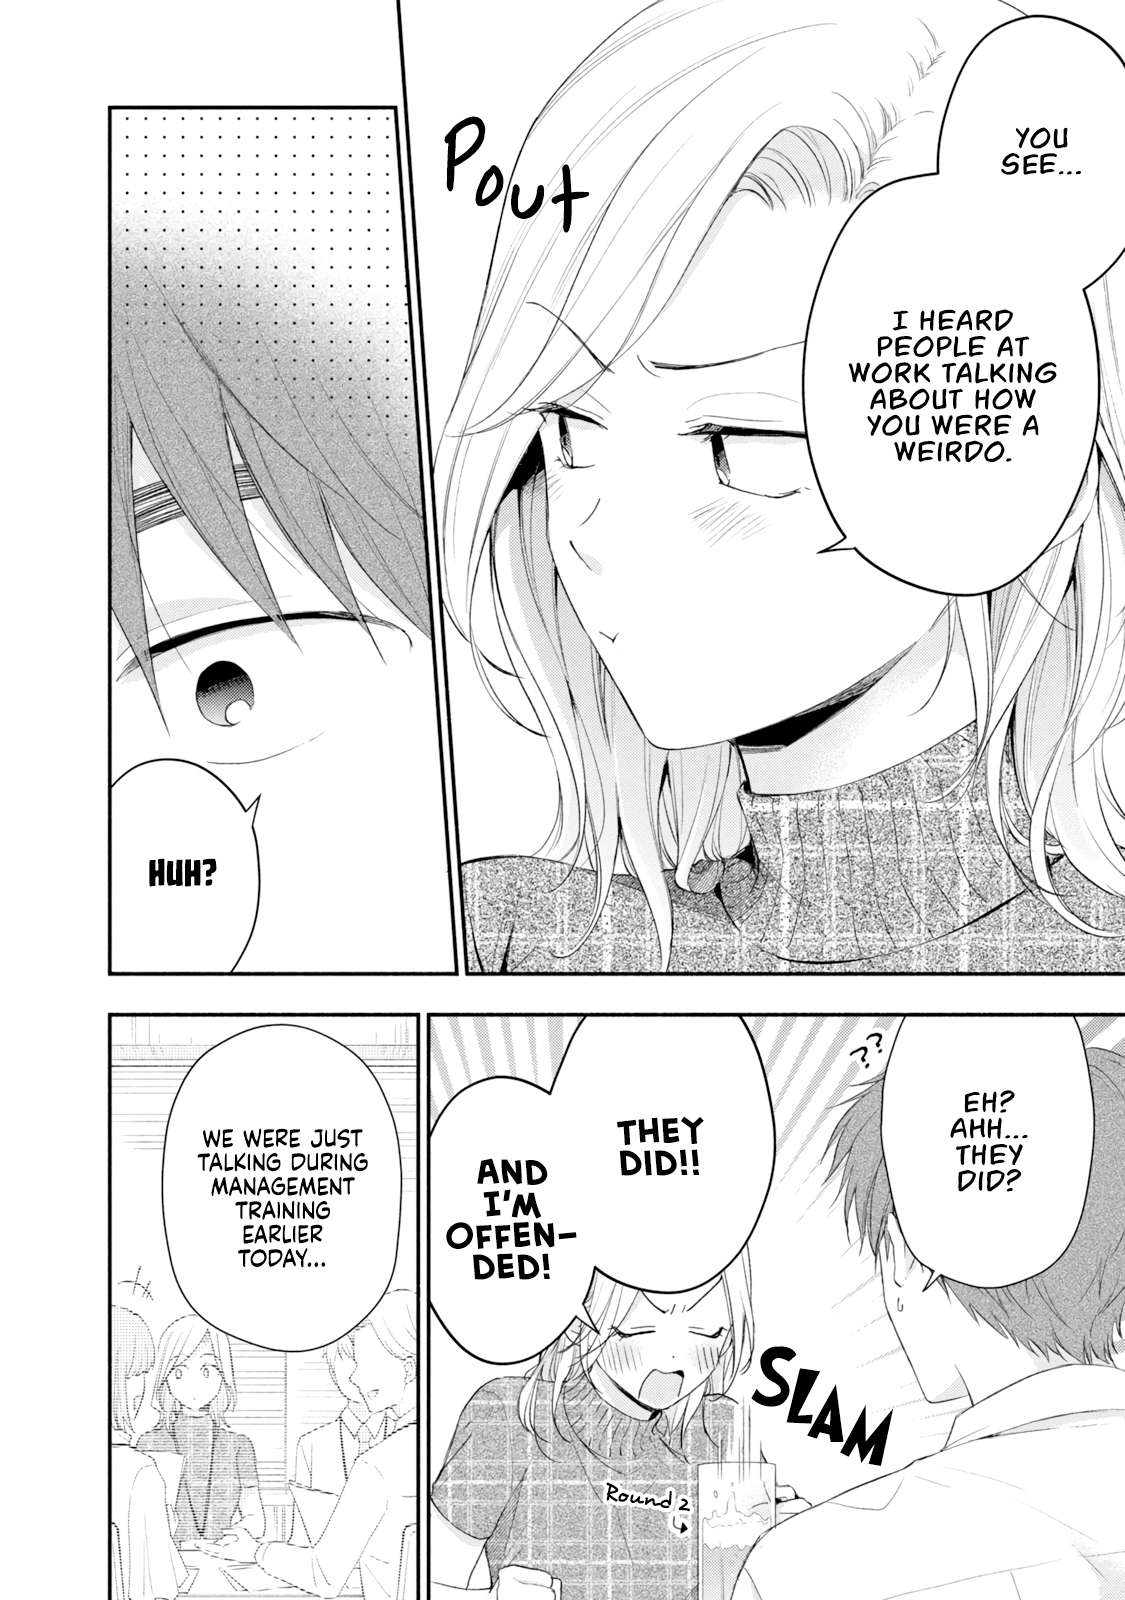 YOU
SEE...
Pout
I HEARD
PEOPLE AT
WORK TALKING
ABOUT HOW
YOU WERE A
WEIRDO.
HUH?
??
EH?
AHH...
THEY
DID?
THEY
DID!!
AND
I'M
OFFEN-
DED!
SLAM
Round 2
WE WERE JUST
TALKING DURING
MANAGEMENT
TRAINING
EARLIER
TODAY...